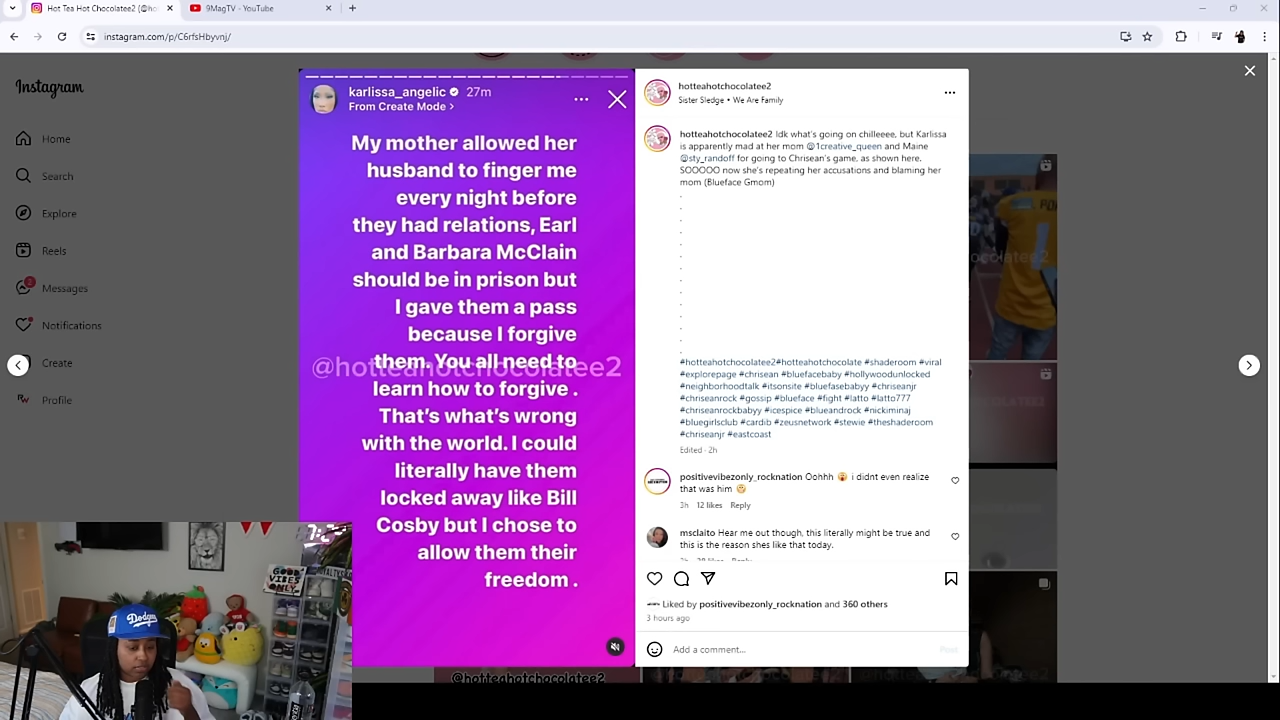 Hot Tea Hot Chocolatee2 (@ho
9MagTV - YouTube
instagram.com/p/C6rfsHbyvnj/
Instagram
Home
Search
Explore
Reels
Messages
Notifications
Create
Profile
karlissa_angelic 27m
From Create Mode >
My mother allowed her
husband to finger me
every night before
they had relations, Earl
and Barbara McClain
should be in prison but
I gave them a pass
because I forgive
them. You all need to
learn how to forgive .
That's what's wrong
with the world. I could
literally have them
locked away like Bill
Cosby but I chose to
allow them their
freedom .
@hotteahotchocolatee2
@hotteahotchocolatee2
hotteahotchocolatee2
Sister Sledge • We Are Family
hotteahotchocolatee2 Idk what's going on chilleeee, but Karlissa
is apparently mad at her mom @1creative_queen and Maine
@sty_randoff for going to Chrisean's game, as shown here.
SOOOOO now she's repeating her accusations and blaming her
mom (Blueface Gmom)
.
.
.
.
.
.
.
.
.
.
.
.
.
.
#hotteahotchocolatee2#hotteahotchocolate #shaderoom #viral
#explorepage #chrisean #bluefacebaby #hollywoodunlocked
#neighborhoodtalk #itsonsite #bluefasebabyy #chriseanjr
#chriseanrock #gossip #blueface #fight #latto #latto777
#chriseanrockbabyy #icespice #blueandrock #nickiminaj
#bluegirlsclub #cardib #zeusnetwork #stewie #theshaderoom
#chriseanjr #eastcoast
Edited · 2h
positivevibezonly_rocknation Oohhh 😱 i didnt even realize
that was him
3h 12 likes Reply
msclaito Hear me out though, this literally might be true and
this is the reason shes like that today.
Liked by positivevibezonly_rocknation and 360 others
3 hours ago
Add a comment...
Post
GOOD
VIBES
ONLY
Dodgers